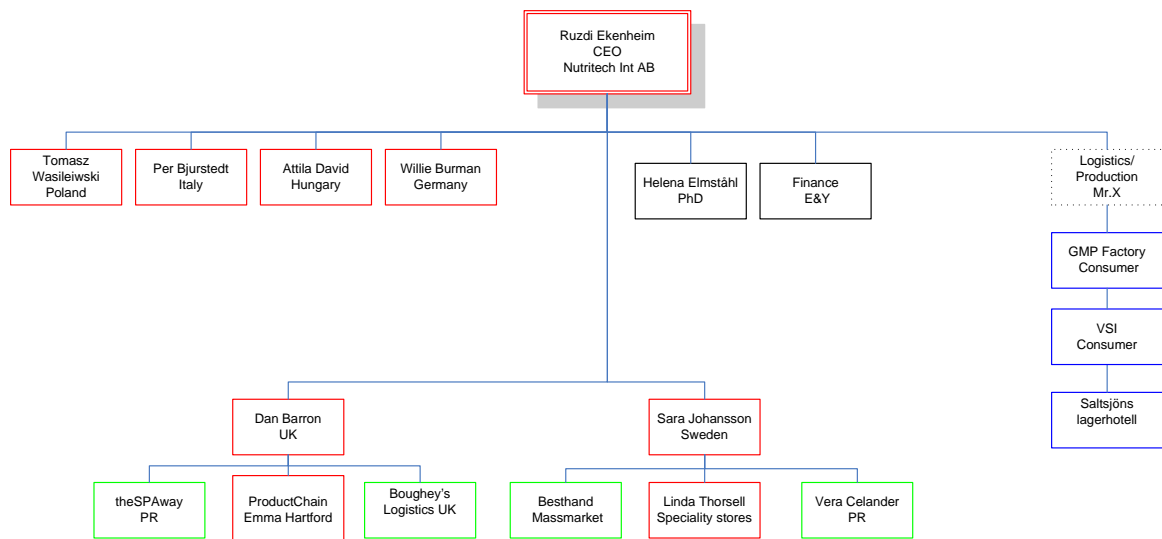 Ruzdi Ekenheim
CEO
Nutritech Int AB
Tomasz
Wasileiwski
Poland
Per Bjurstedt
Italy
Attila David
Hungary
Willie Burman
Germany
Helena Elmståhl
PhD
Finance
E&Y
Logistics/
Production
Mr.X
GMP Factory
Consumer
VSI
Consumer
Saltsjöns
lagerhotell
Dan Barron
UK
Sara Johansson
Sweden
theSPAway
PR
ProductChain
Emma Hartford
Boughey's
Logistics UK
Besthand
Massmarket
Linda Thorsell
Speciality stores
Vera Celander
PR